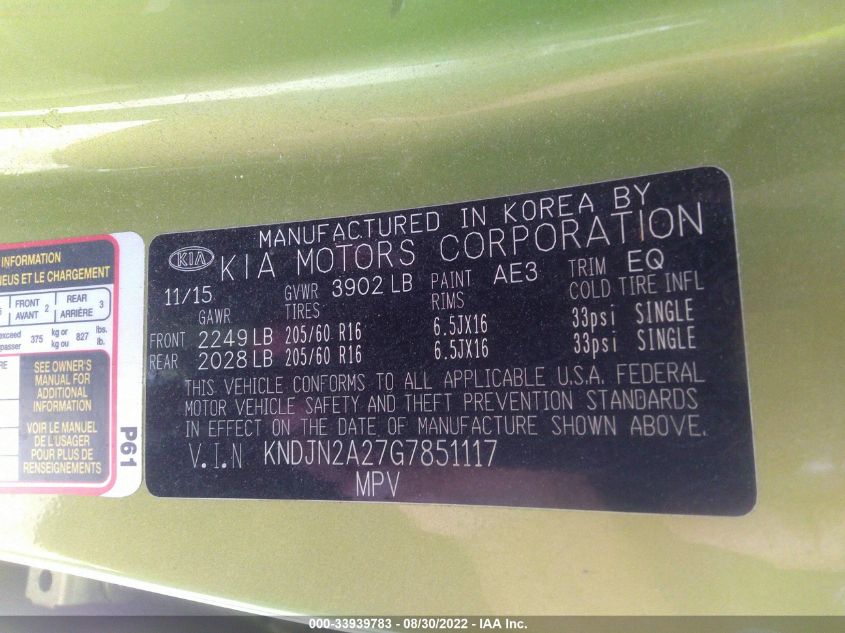 INFORMATION
NEUS ET LE CHARGEMENT
FRONT 2 REAR 3
AVANT ARRIÈRE
exceed 375 kg or 827 lbs.
passer kg ou lb.
SEE OWNER'S
MANUAL FOR
ADDITIONAL
INFORMATION
VOIR LE MANUEL
DE L'USAGER
POUR PLUS DE
RENSEIGNEMENTS
P61
MANUFACTURED IN KOREA BY
KIA KIA MOTORS CORPORATION
11/15 GVWR 3902 LB PAINT AE3 TRIM EQ
GAWR TIRES RIMS COLD TIRE INFL
FRONT 2249 LB 205/60 R16 6.5JX16 33psi SINGLE
REAR 2028 LB 205/60 R16 6.5JX16 33psi SINGLE
THIS VEHICLE CONFORMS TO ALL APPLICABLE U.S.A. FEDERAL
MOTOR VEHICLE SAFETY AND THEFT PREVENTION STANDARDS
IN EFFECT ON THE DATE OF MANUFACTURE SHOWN ABOVE.
V.I.N KNDJN2A27G7851117
MPV
000-33939783 - 08/30/2022 - IAA Inc.